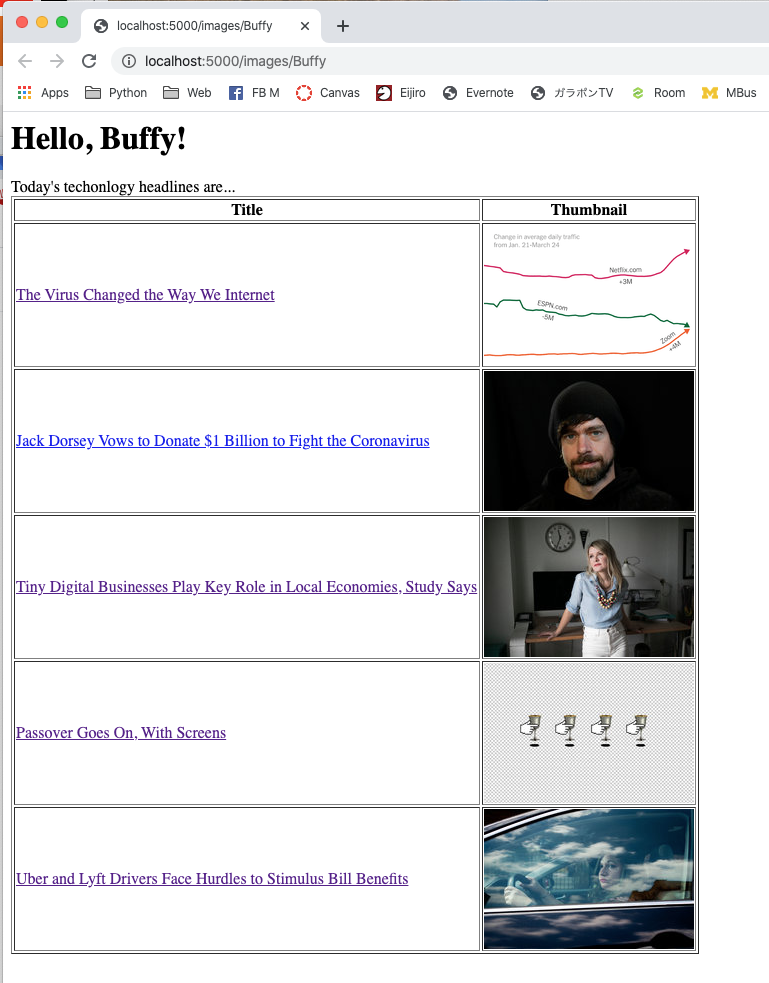 localhost:5000/images/Buffy
localhost:5000/images/Buffy
Apps Python Web FB M Canvas Eijiro Evernote ガラポンTV Room MBus
Hello, Buffy!
Today's techonlogy headlines are...
Title Thumbnail
The Virus Changed the Way We Internet
Change in average daily traffic
from Jan. 21-March 24
Netflix.com
+3M
ESPN.com
-5M
Zoom
+4M
Jack Dorsey Vows to Donate $1 Billion to Fight the Coronavirus
Tiny Digital Businesses Play Key Role in Local Economies, Study Says
Passover Goes On, With Screens
Uber and Lyft Drivers Face Hurdles to Stimulus Bill Benefits